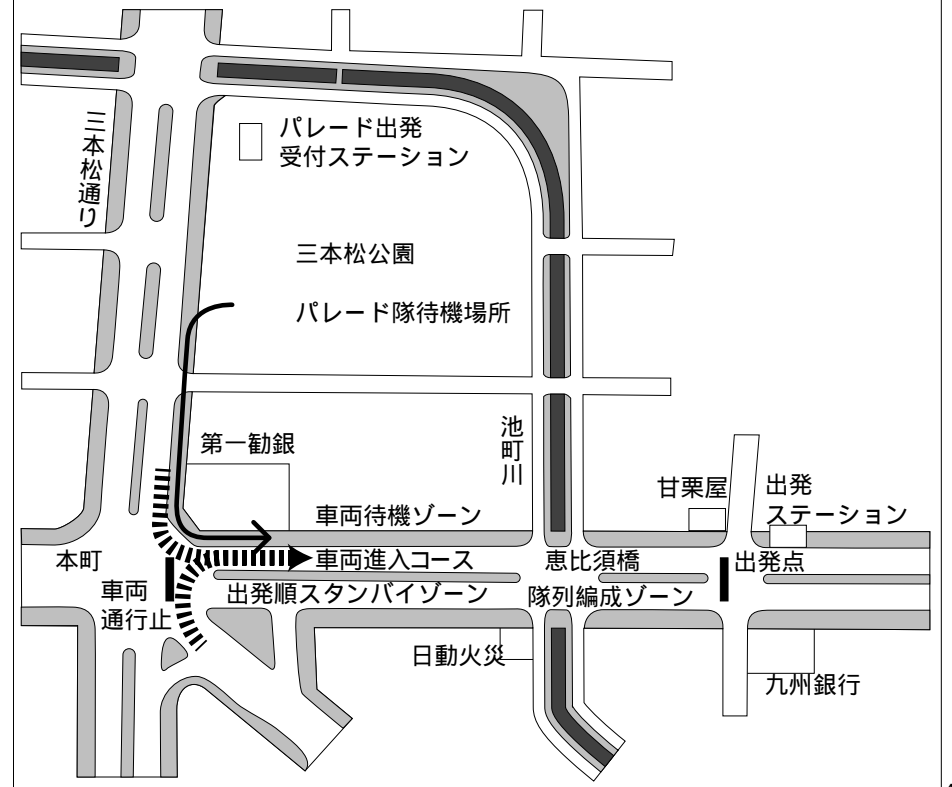 三本松通り
パレード出発
受付ステーション
三本松公園
パレード隊待機場所
池町川
第一勧銀
甘栗屋
出発
ステーション
車両待機ゾーン
本町
車両進入コース
恵比須橋
出発点
車両
通行止
出発順スタンバイゾーン
隊列編成ゾーン
日動火災
九州銀行